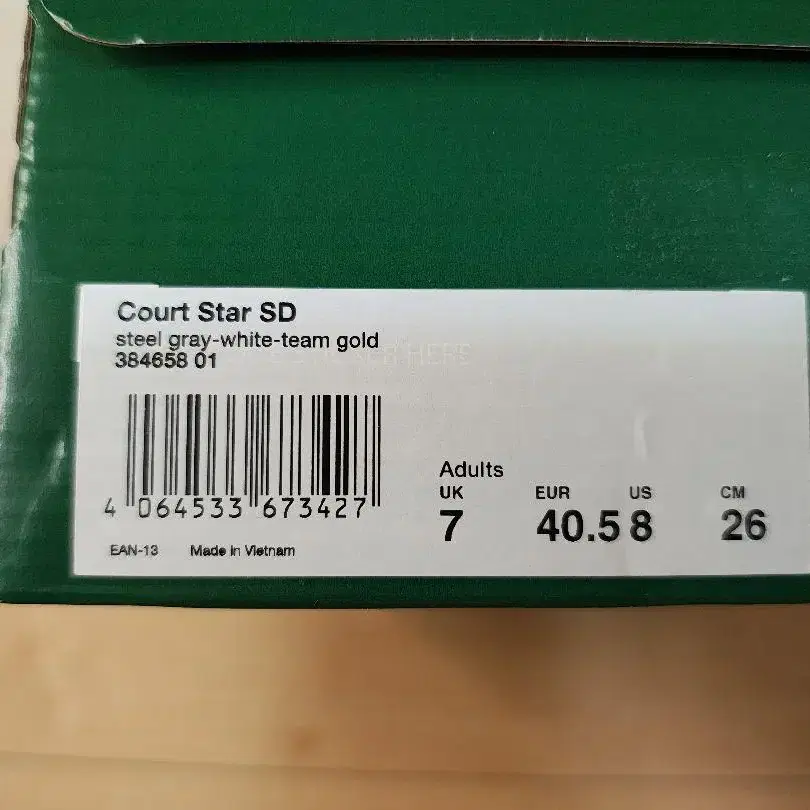 Court Star SD
steel gray-white-team gold
384658 01
4 064533 673427
EAN-13 Made in Vietnam
Adults
UK EUR US CM
7 40.5 8 26